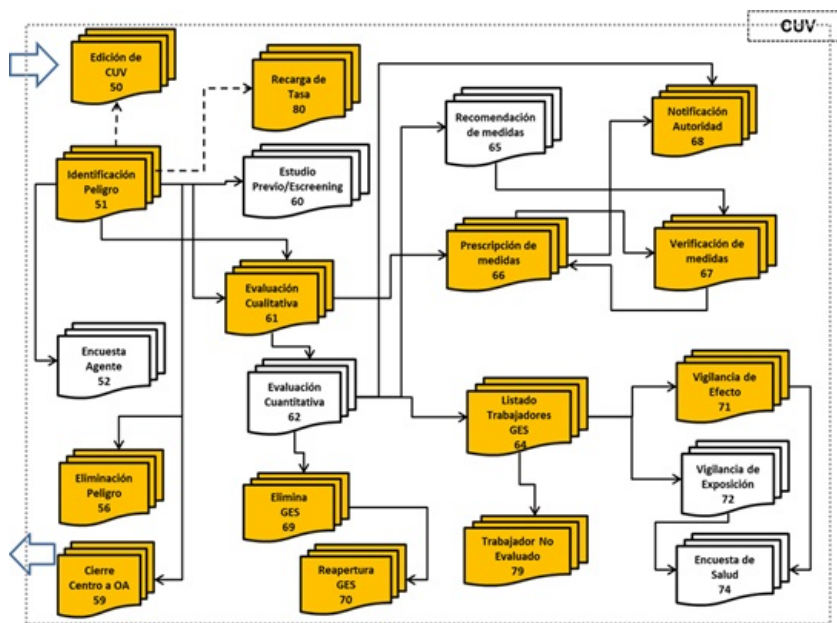 CUV
Edición de
CUV
50
Recarga de
Tasa
80
Recomendación
de medidas
65
Notificación
Autoridad
68
Identificación
Peligro
51
Estudio
Previo/Escreening
60
Prescripción de
medidas
66
Verificación de
medidas
67
Evaluación
Cualitativa
61
Encuesta
Agente
52
Evaluación
Cuantitativa
62
Listado
Trabajadores
GES
64
Vigilancia de
Efecto
71
Eliminación
Peligro
56
Elimina
GES
69
Vigilancia de
Exposición
72
Cierre
Centro a OA
59
Reapertura
GES
70
Trabajador No
Evaluado
79
Encuesta de
Salud
74